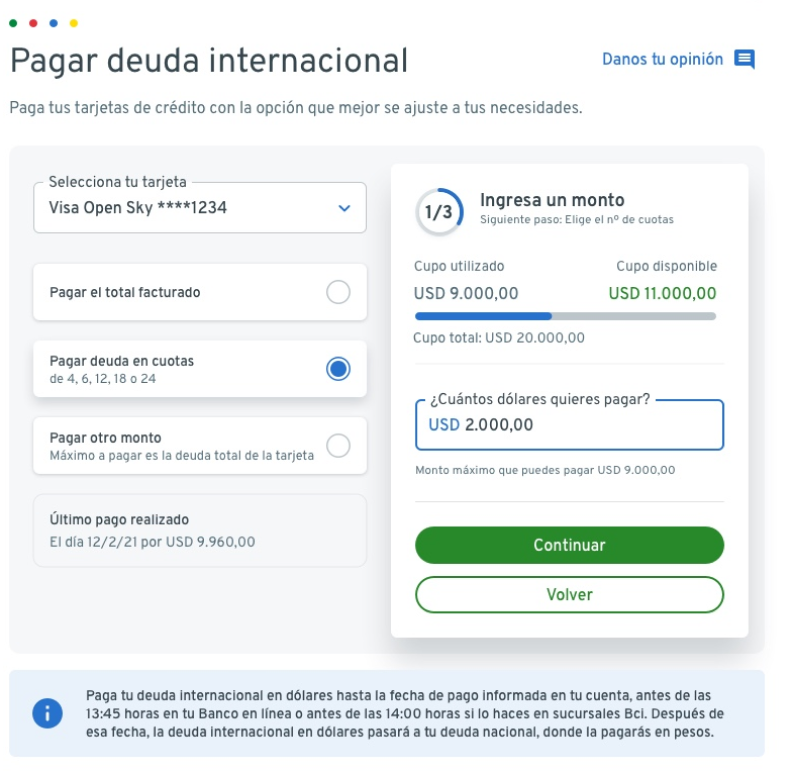 Pagar deuda internacional
Danos tu opinión
Paga tus tarjetas de crédito con la opción que mejor se ajuste a tus necesidades.
Selecciona tu tarjeta
Visa Open Sky ****1234
Pagar el total facturado
Pagar deuda en cuotas
de 4, 6, 12, 18 o 24
Pagar otro monto
Máximo a pagar es la deuda total de la tarjeta
Último pago realizado
El día 12/2/21 por USD 9.960,00
1/3
Ingresa un monto
Siguiente paso: Elige el nº de cuotas
Cupo utilizado
Cupo disponible
USD 9.000,00
USD 11.000,00
Cupo total: USD 20.000,00
¿Cuántos dólares quieres pagar?
USD 2.000,00
Monto máximo que puedes pagar USD 9.000,00
Continuar
Volver
Paga tu deuda internacional en dólares hasta la fecha de pago informada en tu cuenta, antes de las
13:45 horas en tu Banco en línea o antes de las 14:00 horas si lo haces en sucursales Bci. Después de
esa fecha, la deuda internacional en dólares pasará a tu deuda nacional, donde la pagarás en pesos.